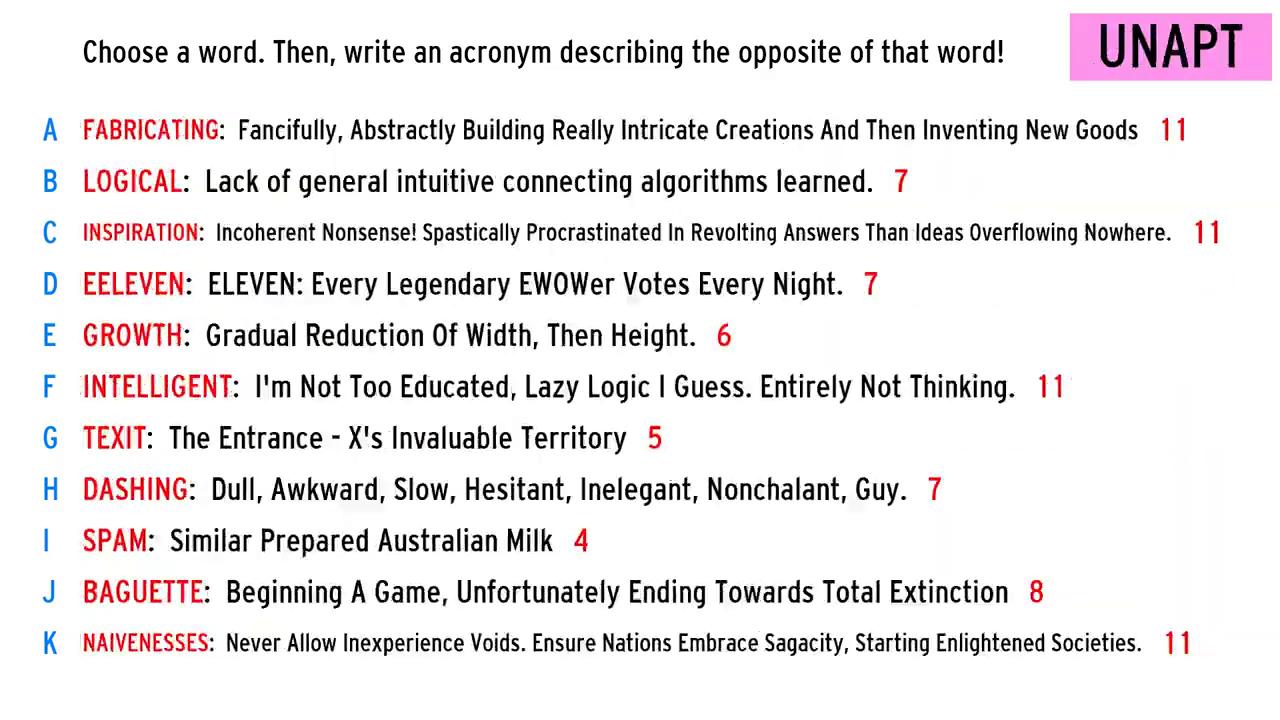 Choose a word. Then, write an acronym describing the opposite of that word!
UNAPT
A FABRICATING: Fancifully, Abstractly Building Really Intricate Creations And Then Inventing New Goods 11
B LOGICAL: Lack of general intuitive connecting algorithms learned. 7
C INSPIRATION: Incoherent Nonsense! Spastically Procrastinated In Revolting Answers Than Ideas Overflowing Nowhere. 11
D EELEVEN: ELEVEN: Every Legendary EWOWer Votes Every Night. 7
E GROWTH: Gradual Reduction Of Width, Then Height. 6
F INTELLIGENT: I'm Not Too Educated, Lazy Logic I Guess. Entirely Not Thinking. 11
G TEXIT: The Entrance - X's Invaluable Territory 5
H DASHING: Dull, Awkward, Slow, Hesitant, Inelegant, Nonchalant, Guy. 7
I SPAM: Similar Prepared Australian Milk 4
J BAGUETTE: Beginning A Game, Unfortunately Ending Towards Total Extinction 8
K NAIVENESSES: Never Allow Inexperience Voids. Ensure Nations Embrace Sagacity, Starting Enlightened Societies. 11